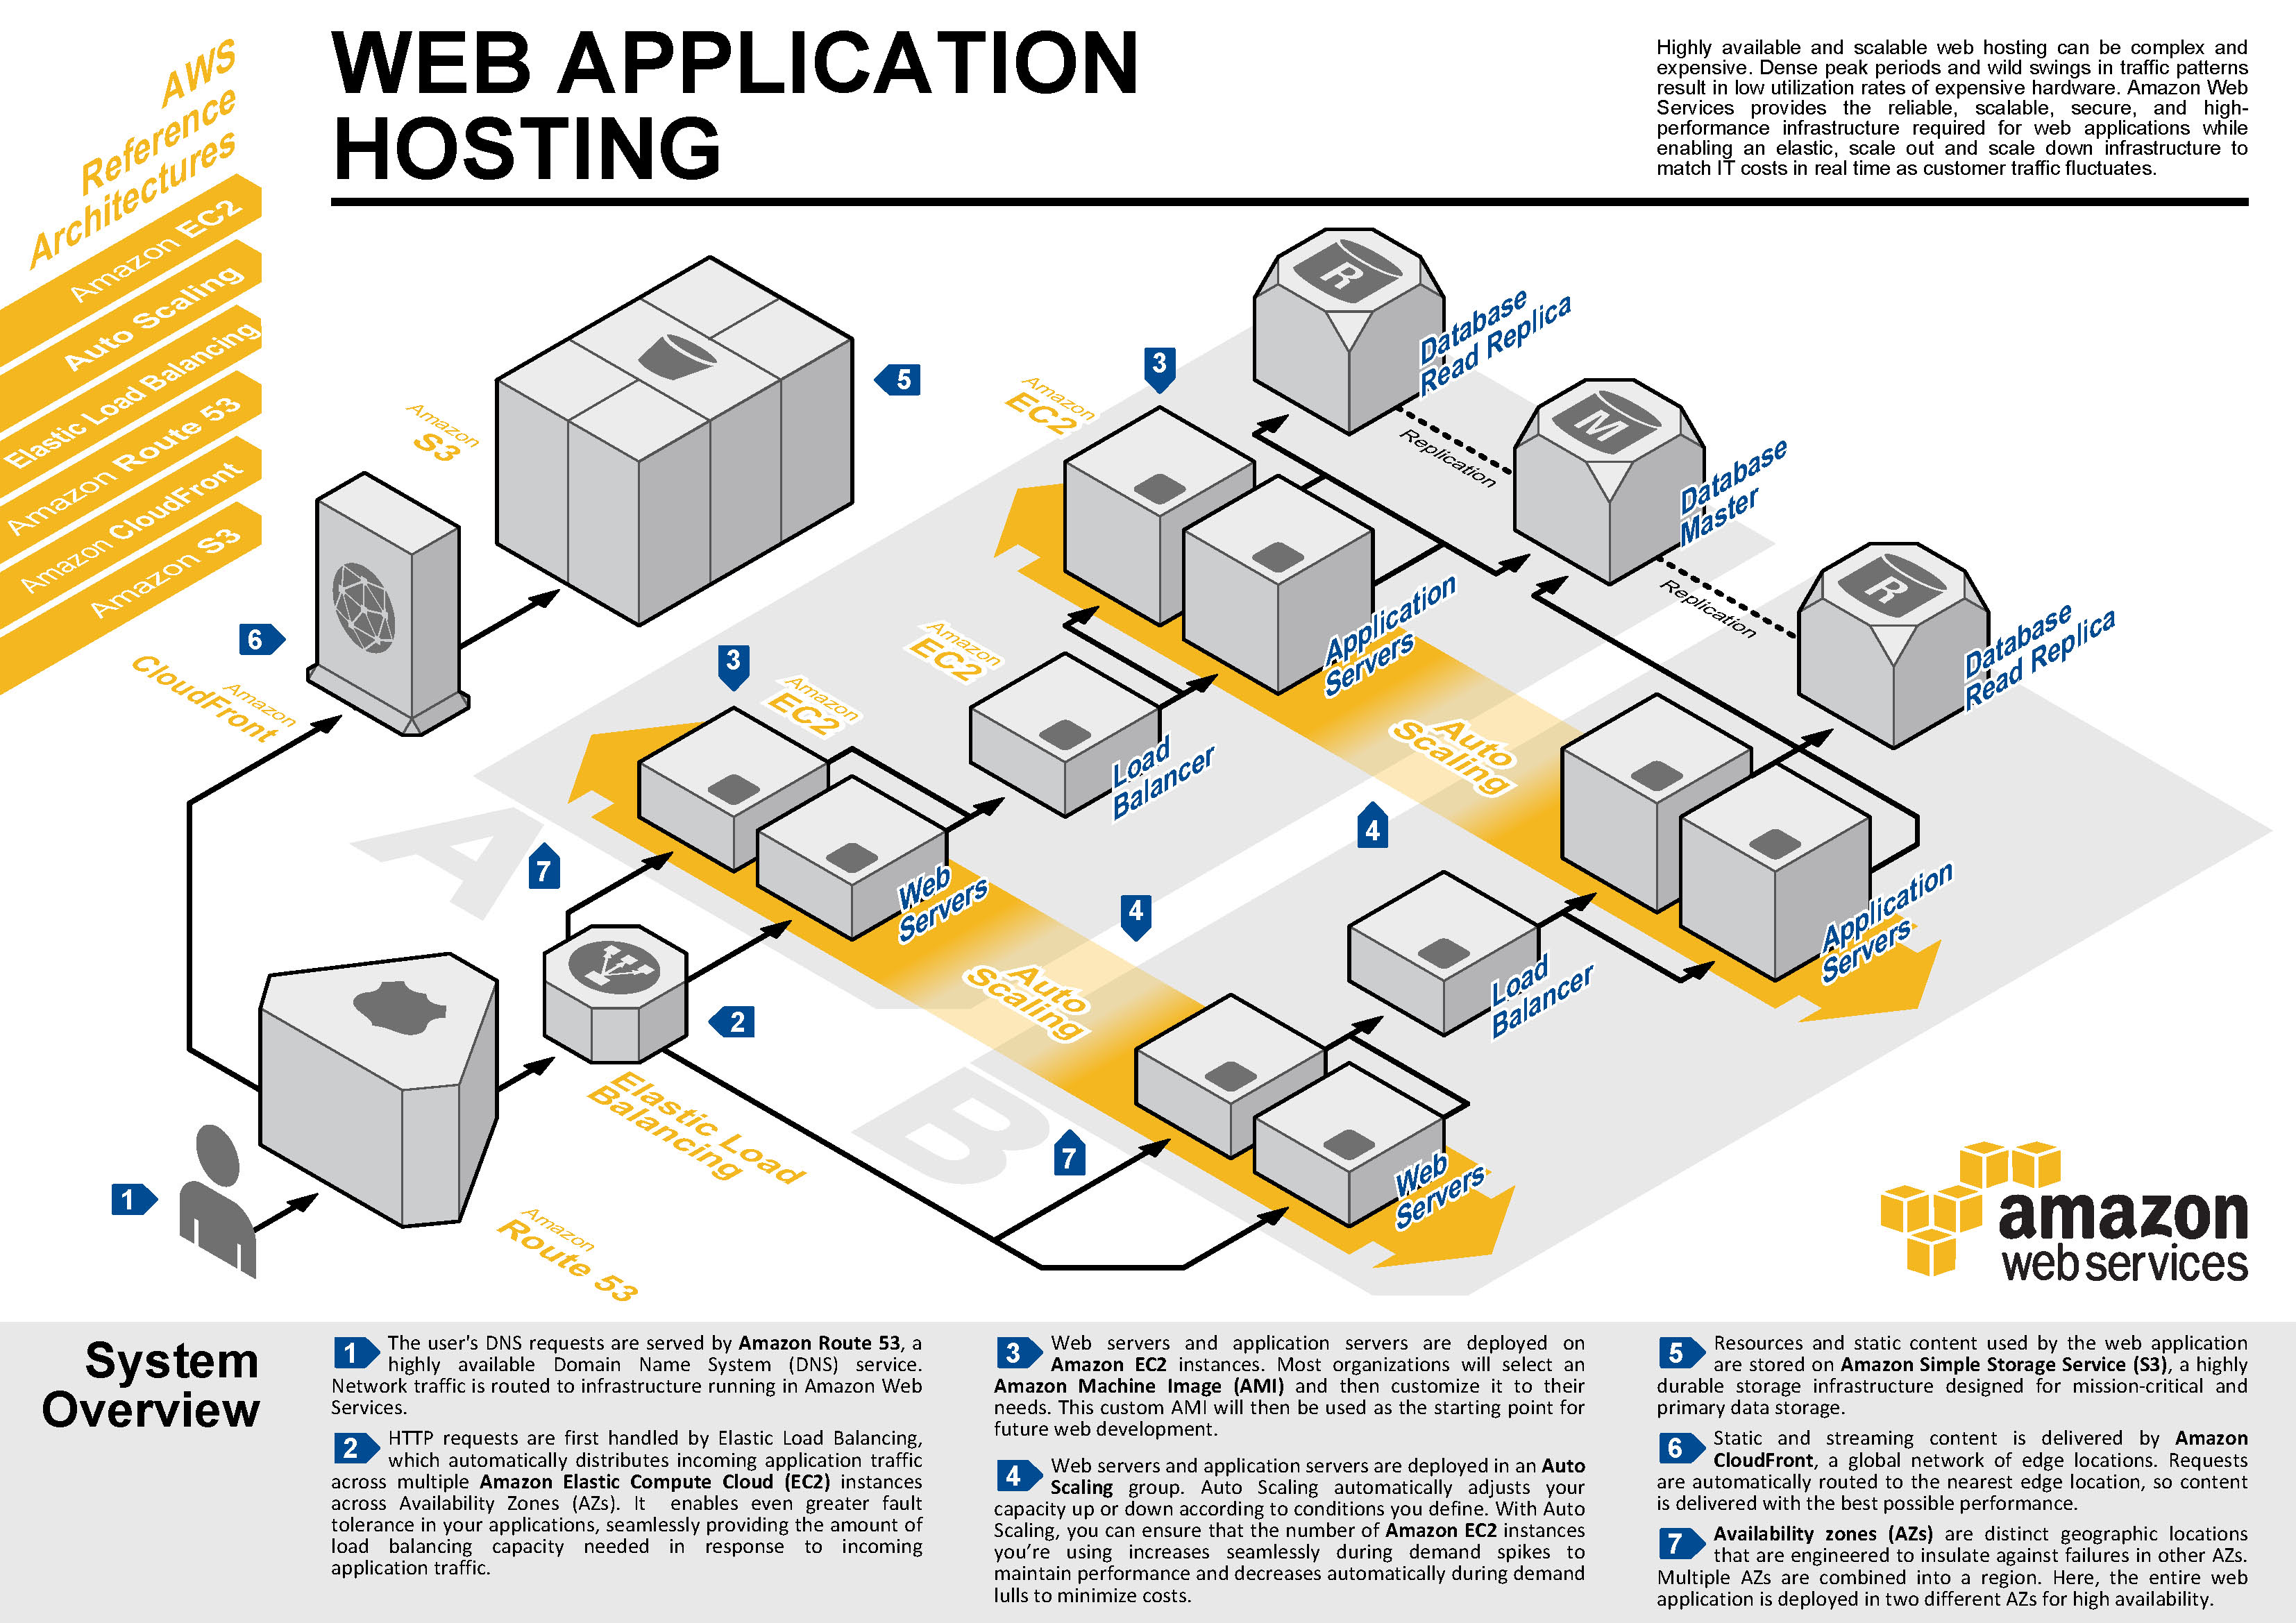 AWS
Reference
Architectures
Amazon EC2
Auto Scaling
Elastic Load Balancing
Amazon Route 53
Amazon CloudFront
Amazon S3
WEB APPLICATION
HOSTING
Highly available and scalable web hosting can be complex and
expensive. Dense peak periods and wild swings in traffic patterns
result in low utilization rates of expensive hardware. Amazon Web
Services provides the reliable, scalable, secure, and high-
performance infrastructure required for web applications while
enabling an elastic, scale out and scale down infrastructure to
match IT costs in real time as customer traffic fluctuates.
R
Database
Read Replica
3
Amazon
EC2
5
Amazon
S3
Replication
M
Database
Master
Replication
R
Database
Read Replica
6
Amazon
CloudFront
3
Amazon
EC2
Amazon
EC2
Application
Servers
Load
Balancer
Auto
Scaling
4
A
7
Web
Servers
4
Auto
Scaling
Application
Servers
Load
Balancer
2
Elastic Load
Balancing
B
7
Web
Servers
1
Amazon
Route 53
amazon
web services
System
Overview
1 The user's DNS requests are served by Amazon Route 53, a
highly available Domain Name System (DNS) service.
Network traffic is routed to infrastructure running in Amazon Web
Services.
2 HTTP requests are first handled by Elastic Load Balancing,
which automatically distributes incoming application traffic
across multiple Amazon Elastic Compute Cloud (EC2) instances
across Availability Zones (AZs). It enables even greater fault
tolerance in your applications, seamlessly providing the amount of
load balancing capacity needed in response to incoming
application traffic.
3 Web servers and application servers are deployed on
Amazon EC2 instances. Most organizations will select an
Amazon Machine Image (AMI) and then customize it to their
needs. This custom AMI will then be used as the starting point for
future web development.
4 Web servers and application servers are deployed in an Auto
Scaling group. Auto Scaling automatically adjusts your
capacity up or down according to conditions you define. With Auto
Scaling, you can ensure that the number of Amazon EC2 instances
you're using increases seamlessly during demand spikes to
maintain performance and decreases automatically during demand
lulls to minimize costs.
5 Resources and static content used by the web application
are stored on Amazon Simple Storage Service (S3), a highly
durable storage infrastructure designed for mission-critical and
primary data storage.
6 Static and streaming content is delivered by Amazon
CloudFront, a global network of edge locations. Requests
are automatically routed to the nearest edge location, so content
is delivered with the best possible performance.
7 Availability zones (AZs) are distinct geographic locations
that are engineered to insulate against failures in other AZs.
Multiple AZs are combined into a region. Here, the entire web
application is deployed in two different AZs for high availability.